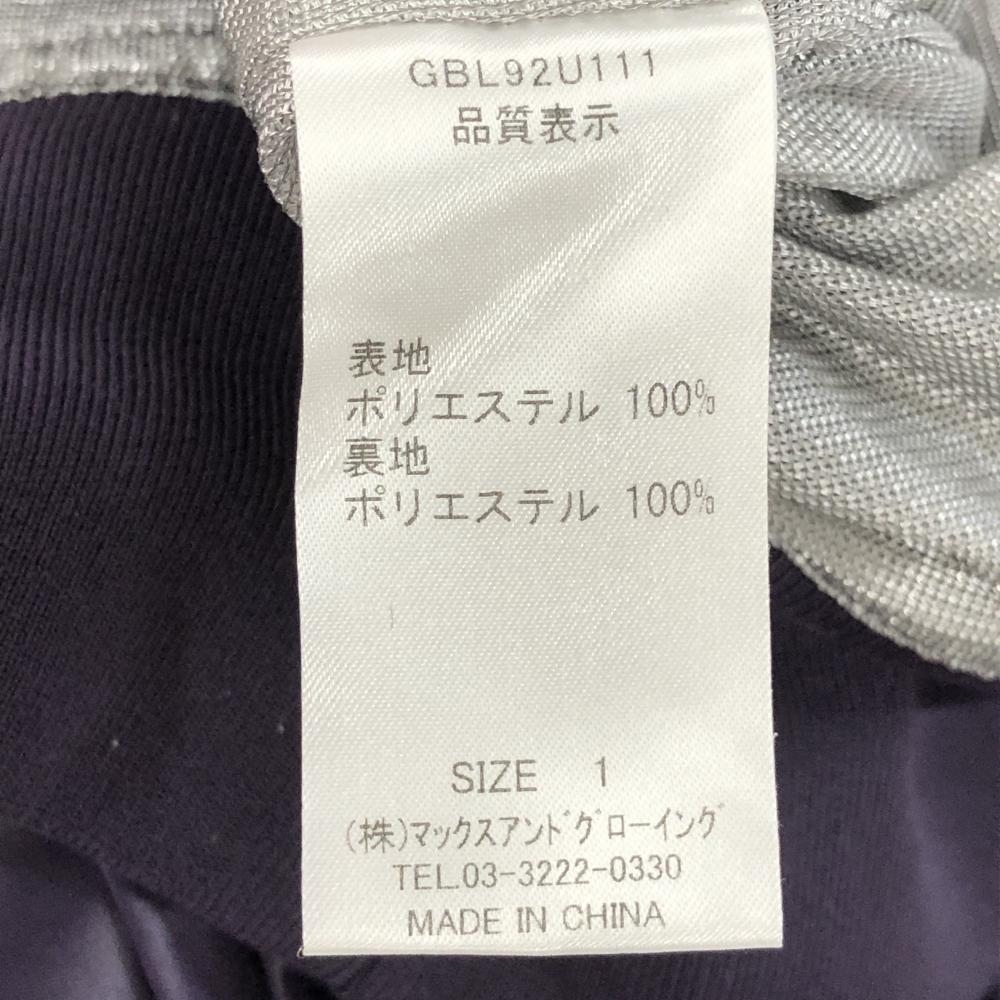 GBL92U111
品質表示
表地
ポリエステル 100%
裏地
ポリエステル 100%
SIZE 1
(株)マックスアンドグローイング
TEL.03-3222-0330
MADE IN CHINA